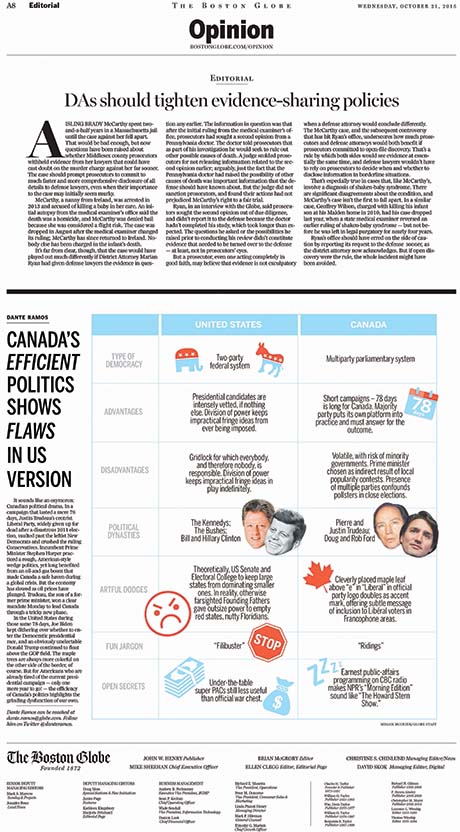 A8 Editorial
THE BOSTON GLOBE
WEDNESDAY, OCTOBER 21, 2015
Opinion
BOSTONGLOBE.COM/OPINION
EDITORIAL
DAs should tighten evidence-sharing policies
AISLING BRADY McCarthy spent two-
and-a-half years in a Massachusetts jail
until the case against her fell apart.
That would be bad enough, but new
questions have been raised about
whether Middlesex county prosecutors
withheld evidence from her lawyers that could have
cast doubt on the murder charge against her far sooner.
The case should prompt prosecutors to commit to
much faster and more comprehensive disclosure of all
details to defense lawyers, even when their importance
to the case may initially seem murky.
McCarthy, a nanny from Ireland, was arrested in
2013 and accused of killing a baby in her care. An ini-
tial autopsy from the medical examiner's office said the
death was a homicide, and McCarthy was denied bail
because she was considered a flight risk. The case was
dropped in August after the medical examiner changed
its ruling; McCarthy has since returned to Ireland. No-
body else has been charged in the infant's death.
It's far from clear, though, that the case would have
played out much differently if District Attorney Marian
Ryan had given defense lawyers the evidence in ques-
tion any earlier. The information in question was that
after the initial ruling from the medical examiner's of-
fice, prosecutors had sought a second opinion from a
Pennsylvania doctor. The doctor told prosecutors that
as part of his investigation he would seek to rule out
other possible causes of death. A judge scolded prose-
cutors for not releasing information related to the sec-
ond opinion earlier; arguably, just the fact that the
Pennsylvania doctor had raised the possibility of other
causes of death was important information that the de-
fense should have known about. But the judge did not
sanction prosecutors, and found their actions had not
prejudiced McCarthy's right to a fair trial.
Ryan, in an interview with the Globe, said prosecu-
tors sought the second opinion out of due diligence,
and didn't report it to the defense because the doctor
hadn't completed his study, which took longer than ex-
pected. The questions he asked or the possibilities he
raised prior to conducting his review didn't constitute
evidence that needed to be turned over to the defense
— at least, not in prosecutors' eyes.
But a prosecutor, even one acting completely in
good faith, may believe that evidence is not exculpatory
when a defense attorney would conclude differently.
The McCarthy case, and the subsequent controversy
that has hit Ryan's office, underscores how much prose-
cutors and defense attorneys would both benefit if
prosecutors committed to open-file discovery. That's a
rule by which both sides would see evidence at essen-
tially the same time, and defense lawyers wouldn't have
to rely on prosecutors to decide when and whether to
disclose information in borderline situations.
That's especially true in cases that, like McCarthy's,
involve a diagnosis of shaken-baby syndrome. There
are significant disagreements about the condition, and
McCarthy's case isn't the first to fall apart. In a similar
case, Geoffrey Wilson, charged with killing his infant
son at his Malden home in 2010, had his case dropped
last year, when a state medical examiner reversed an
earlier ruling of shaken-baby syndrome — but not be-
fore he was left in legal purgatory for nearly four years.
Ryan's office should have erred on the side of cau-
tion by reporting its request to the defense sooner, as
the district attorney now acknowledges. But if open dis-
covery were the rule, the whole incident might have
been avoided.
DANTE RAMOS
CANADA'S
EFFICIENT
POLITICS
SHOWS
FLAWS
IN US
VERSION
It sounds like an oxymoron:
Canadian political drama. In a
campaign that lasted a mere 78
days, Justin Trudeau's centrist
Liberal Party, widely given up for
dead after a disastrous 2011 elec-
tion, rushed past the leftist New
Democrats and crushed the ruling
Conservatives. Incumbent Prime
Minister Stephen Harper prac-
ticed a rough, American-style
wedge politics, yet long benefited
from an oil-and-gas boom that
made Canada a safe haven during
a global crisis. But the economy
has slowed as oil prices have
plunged. Trudeau, the son of a for-
mer prime minister, won a clear
mandate Monday to lead Canada
through a tricky new phase.
In the United States during
those same 78 days, Joe Biden
kept dithering over whether to en-
ter the Democratic presidential
race, and an obviously undertakable
Donald Trump continued to float
above the GOP field. The maple
trees are always more colorful on
the other side of the border, of
course. But for Americans who are
already tired of the current presi-
dential campaign — only one
more year to go! — the efficiency
of Canada's politics highlights the
grinding dysfunction of our own.
Dante Ramos can be reached at
dante.ramos@globe.com. Follow
him on Twitter @danteramos.
UNITED STATES
CANADA
TYPE OF
DEMOCRACY
Two-party
federal system
Multiparty parliamentary system
ADVANTAGES
Presidential candidates are
intensely vetted, if nothing
else. Division of power keeps
impractical fringe ideas from
ever being imposed.
Short campaigns – 78 days
is long for Canada. Majority
party puts its own platform into
practice and must answer for the
outcome.
78
DAYS
DISADVANTAGES
Gridlock for which everybody,
and therefore nobody, is
responsible. Division of power
keeps impractical fringe ideas in
play indefinitely.
Volatile, with risk of minority
governments. Prime minister
chosen as indirect result of local
popularity contests. Presence
of multiple parties confounds
pollsters in close elections.
POLITICAL
DYNASTIES
The Kennedys;
The Bushes;
Bill and Hillary Clinton
Pierre and
Justin Trudeau;
Doug and Rob Ford
ARTFUL DODGES
Theoretically, US Senate and
Electoral College to keep large
states from dominating smaller
ones. In reality, otherwise
farsighted Founding Fathers
gave outsize power to empty
red states, nutty Floridians.
Cleverly placed maple leaf
above "e" in "Liberal" in official
party logo doubles as accent
mark, offering subtle message
of inclusion to Liberal voters in
Francophone areas.
FUN JARGON
"Filibuster"
STOP
"Ridings"
OPEN SECRETS
Under-the-table
super PACs still less useful
than official war chest.
$
ZZZZ
Earnest public-affairs
programming on CBC radio
makes NPR's "Morning Edition"
sound like "The Howard Stern
Show."
The Boston Globe
Founded 1872
JOHN W. HENRY Publisher
MIKE SHEEHAN Chief Executive Officer
BRIAN McGRORY Editor
ELLEN CLEGG Editor, Editorial Page
CHRISTINE S. CHINLUND Managing Editor/News
DAVID SKOK Managing Editor, Digital